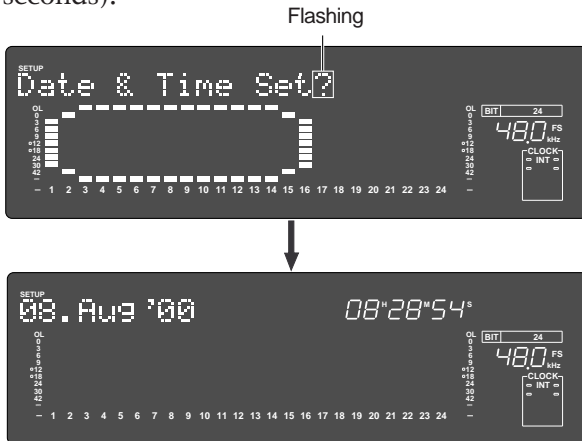 seconds).
Flashing
SETUP
Date & Time Set?
OL
0
3
6
9
12
18
24
30
42
–
OL
0
3
6
9
12
18
24
30
42
–
BIT 24
48.0 FS
kHz
CLOCK
INT
– 1 2 3 4 5 6 7 8 9 10 11 12 13 14 15 16 17 18 19 20 21 22 23 24 –
SETUP
08.Aug '00 08H28M54S
OL
0
3
6
9
12
18
24
30
42
–
OL
0
3
6
9
12
18
24
30
42
–
BIT 24
48.0 FS
kHz
CLOCK
INT
– 1 2 3 4 5 6 7 8 9 10 11 12 13 14 15 16 17 18 19 20 21 22 23 24 –